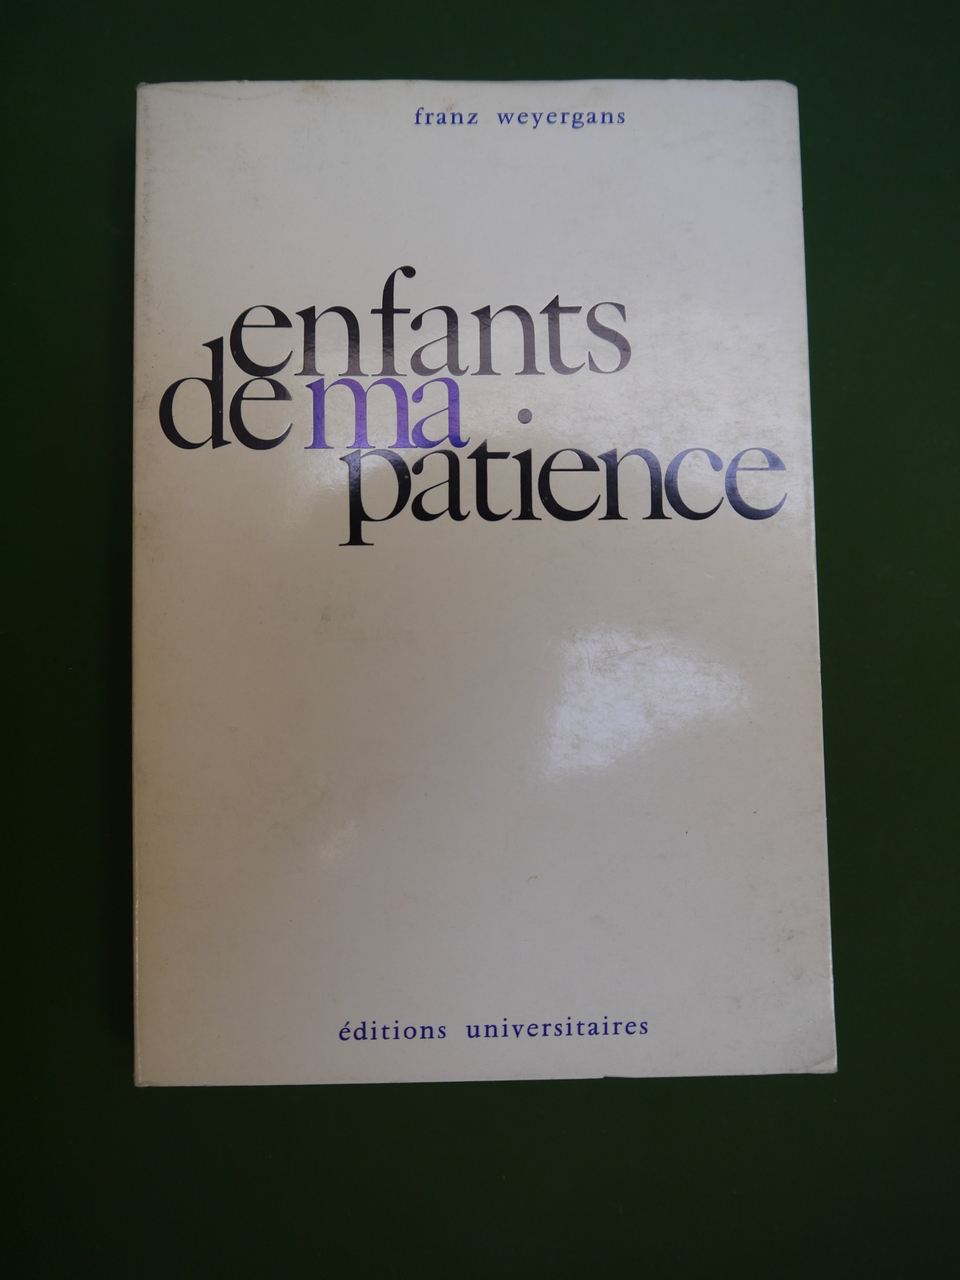 franz weyergans
enfants
de ma
patience
éditions universitaires